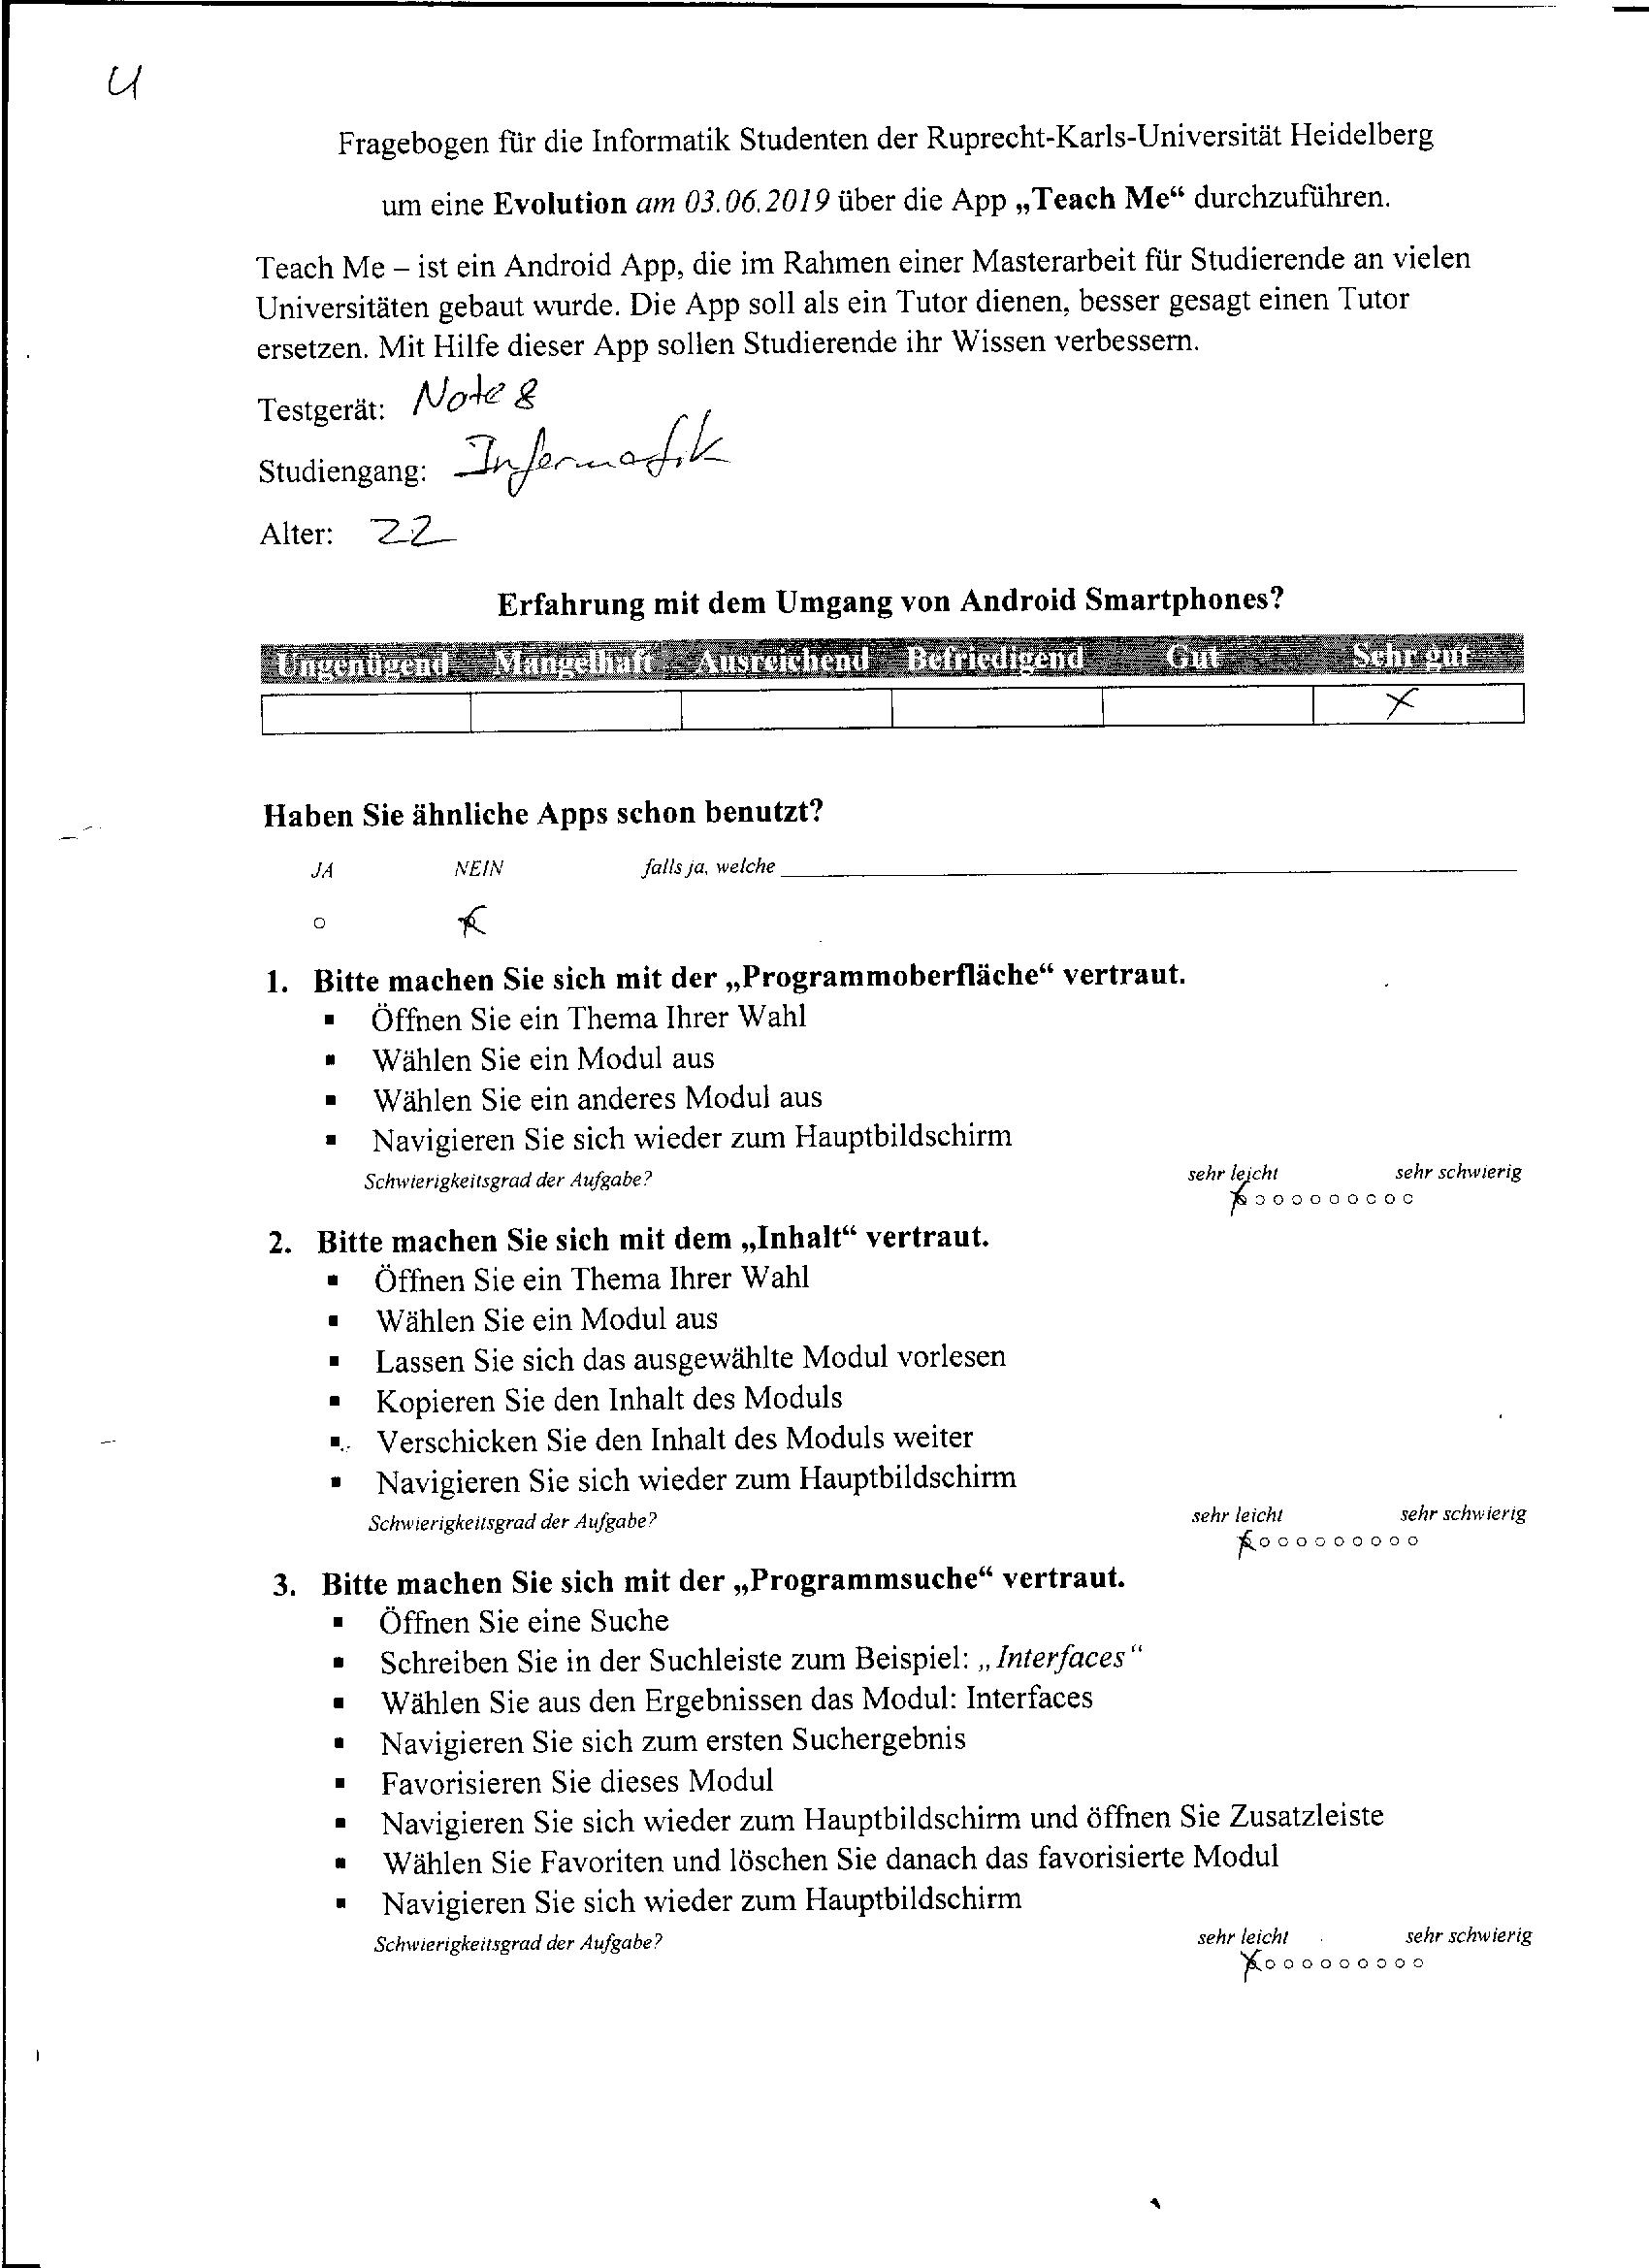 4
Fragebogen für die Informatik Studenten der Ruprecht-Karls-Universität Heidelberg
um eine Evolution am 03.06.2019 über die App „Teach Me“ durchzuführen.
Teach Me – ist ein Android App, die im Rahmen einer Masterarbeit für Studierende an vielen
Universitäten gebaut wurde. Die App soll als ein Tutor dienen, besser gesagt einen Tutor
ersetzen. Mit Hilfe dieser App sollen Studierende ihr Wissen verbessern.
Testgerät: Note 8
Studiengang: Informatik
Alter: 22
Erfahrung mit dem Umgang von Android Smartphones?
Ungenügend Mangelhaft Ausreichend Befriedigend Gut Sehr gut
x
Haben Sie ähnliche Apps schon benutzt?
JA NEIN falls ja, welche
1. Bitte machen Sie sich mit der „Programmoberfläche“ vertraut.
▪ Öffnen Sie ein Thema Ihrer Wahl
▪ Wählen Sie ein Modul aus
▪ Wählen Sie ein anderes Modul aus
▪ Navigieren Sie sich wieder zum Hauptbildschirm
Schwierigkeitsgrad der Aufgabe? sehr leicht sehr schwierig
2. Bitte machen Sie sich mit dem „Inhalt“ vertraut.
▪ Öffnen Sie ein Thema Ihrer Wahl
▪ Wählen Sie ein Modul aus
▪ Lassen Sie sich das ausgewählte Modul vorlesen
▪ Kopieren Sie den Inhalt des Moduls
▪ Verschicken Sie den Inhalt des Moduls weiter
▪ Navigieren Sie sich wieder zum Hauptbildschirm
Schwierigkeitsgrad der Aufgabe? sehr leicht sehr schwierig
3. Bitte machen Sie sich mit der „Programmsuche“ vertraut.
▪ Öffnen Sie eine Suche
▪ Schreiben Sie in der Suchleiste zum Beispiel: „Interfaces“
▪ Wählen Sie aus den Ergebnissen das Modul: Interfaces
▪ Navigieren Sie sich zum ersten Suchergebnis
▪ Favorisieren Sie dieses Modul
▪ Navigieren Sie sich wieder zum Hauptbildschirm und öffnen Sie Zusatzleiste
▪ Wählen Sie Favoriten und löschen Sie danach das favorisierte Modul
▪ Navigieren Sie sich wieder zum Hauptbildschirm
Schwierigkeitsgrad der Aufgabe? sehr leicht sehr schwierig